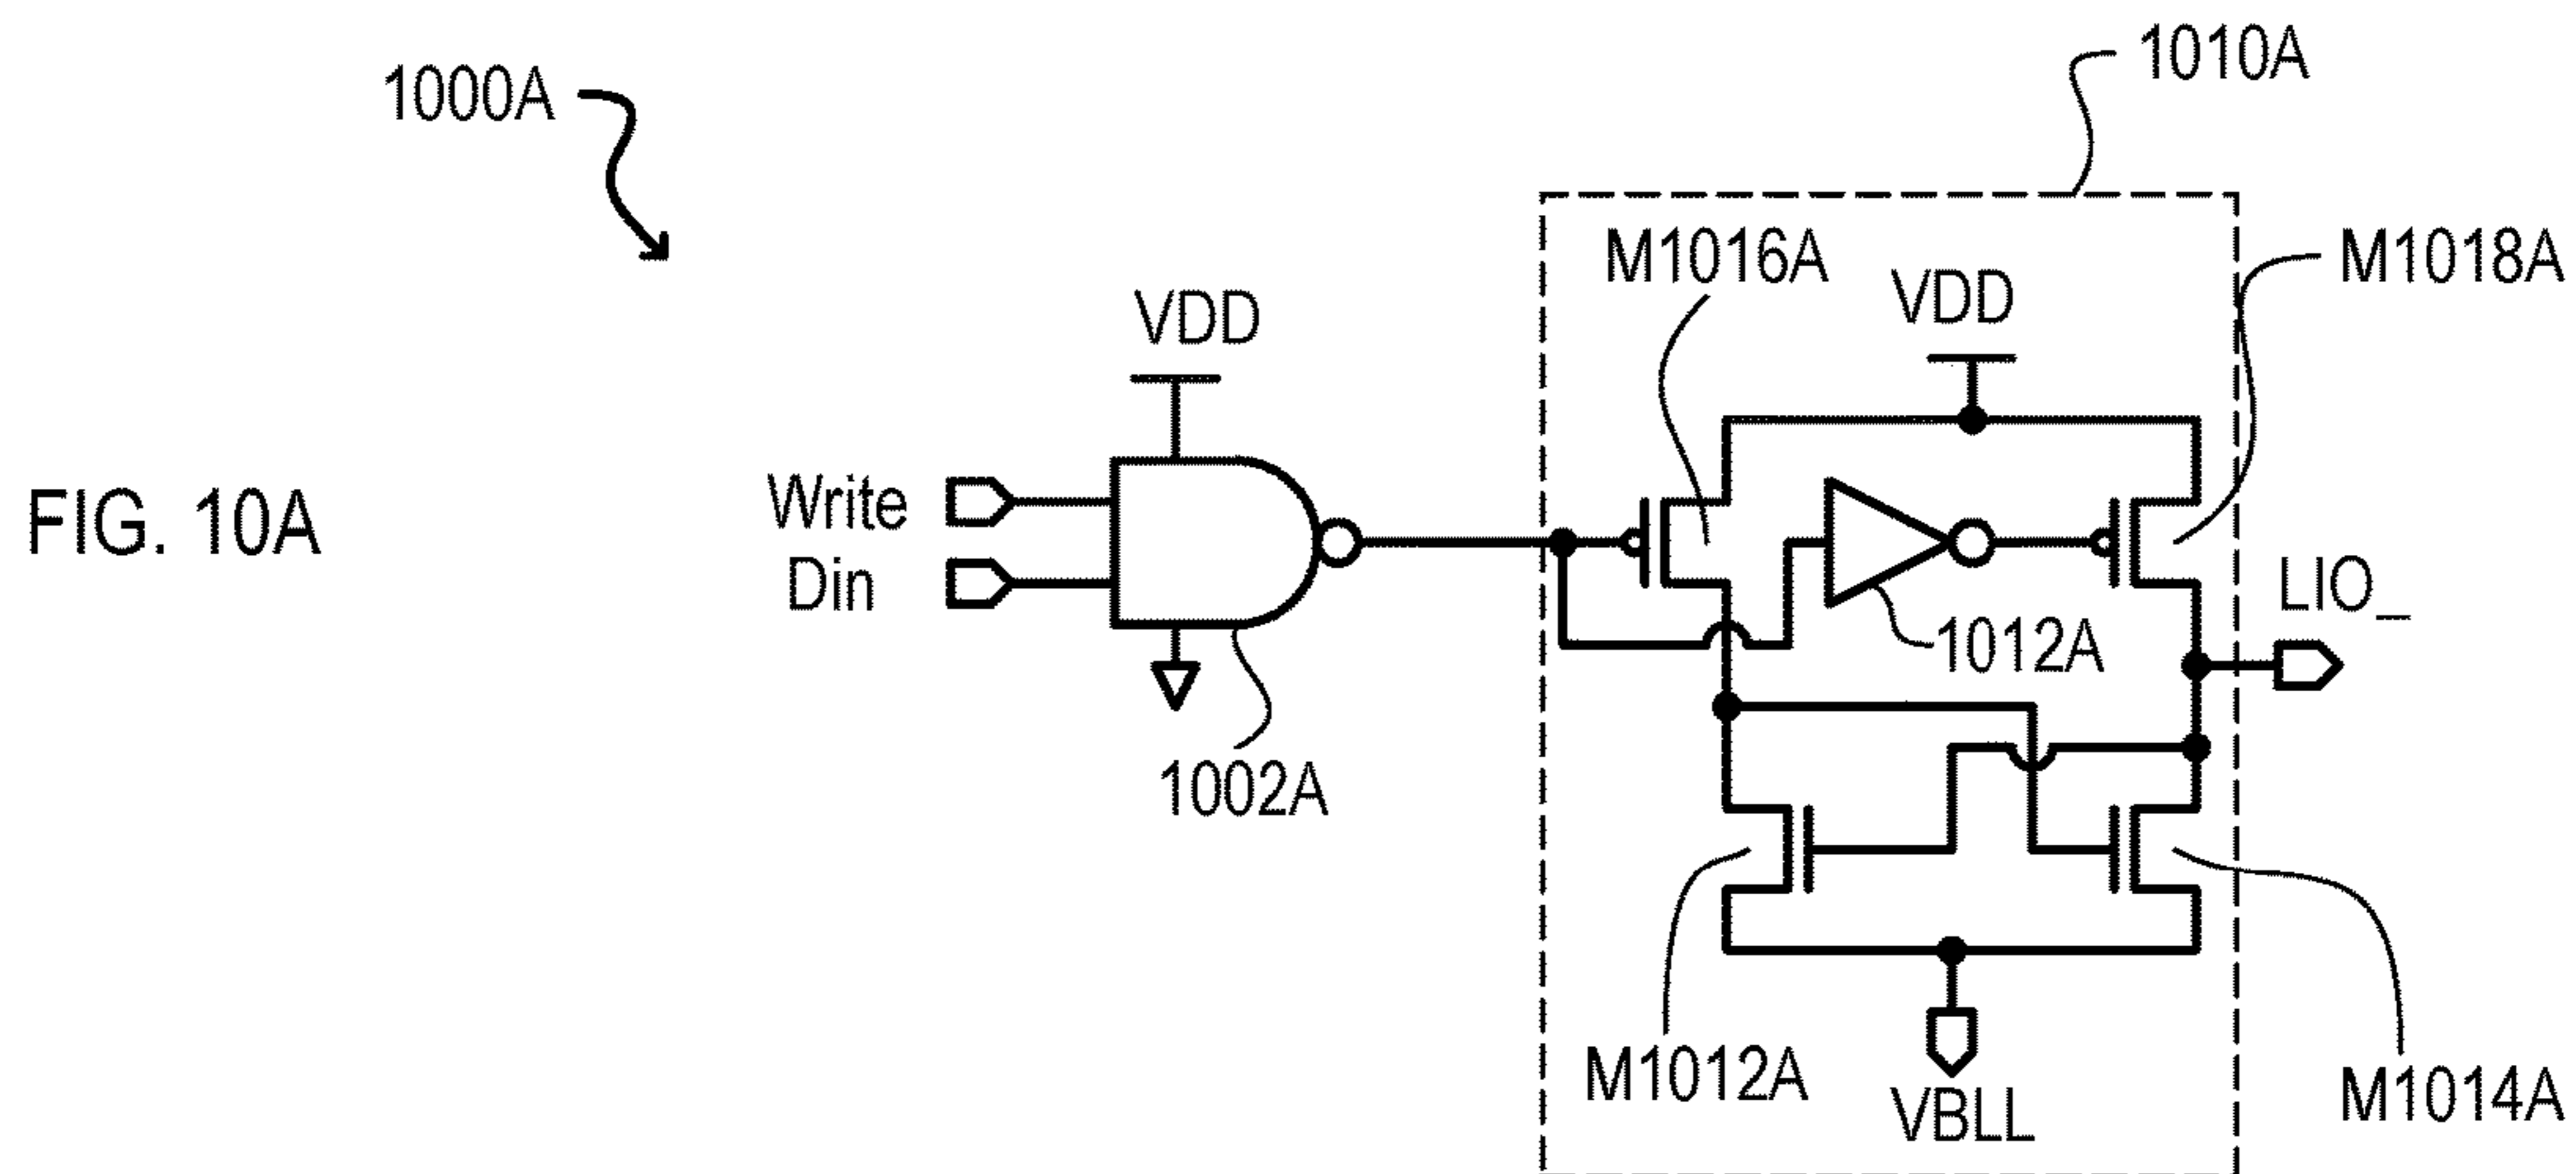 1010A
1000A
M1016A
M1018A
VDD
VDD
Write
FIG. 10A
Din
LIO_
1012A
1002A
M1012A
M1014A
VBLL